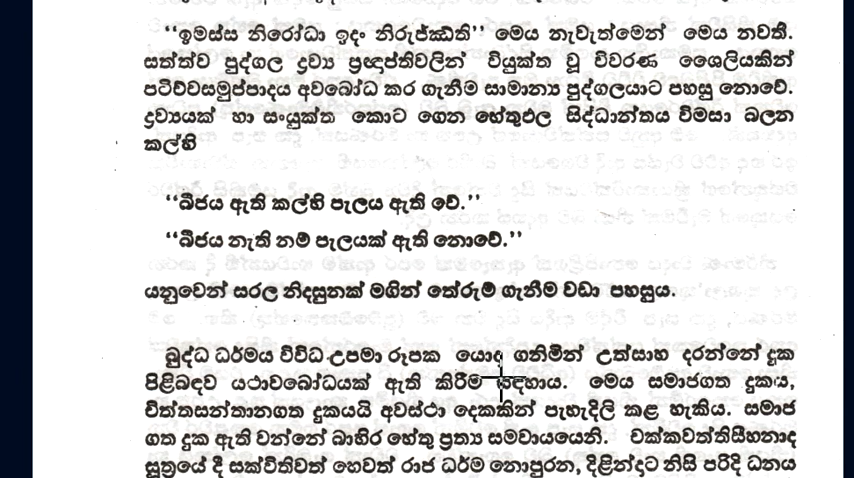 ‘‘ඉමස්ස නිරෝධා ඉදං නිරුජ්ඣති’’ මෙය නැවැත්මෙන් මෙය නවතී.
සත්ත්ව පුද්ගල ද්‍රව්‍ය ප්‍රඥප්තිවලින් වියුක්ත වූ විවරණ ශෛලියකින්
පටිච්චසමුප්පාදය අවබෝධ කර ගැනීම සාමාන්‍ය පුද්ගලයාට පහසු නොවේ.
ද්‍රව්‍යයක් හා සංයුක්ත කොට ගෙන හේතුඵල සිද්ධාන්තය විමසා බලන
කල්හි
‘‘බීජය ඇති කල්හි පැලය ඇති වේ.’’
‘‘බීජය නැති නම් පැලයක් ඇති නොවේ.’’
යනුවෙන් සරල නිදසුනක් මගින් තේරුම් ගැනීම වඩා පහසුය.
බුද්ධ ධර්මය විවිධ උපමා රූපක යොදා ගනිමින් උත්සාහ දරන්නේ දුක
පිළිබඳව යථාවබෝධයක් ඇති කිරීම සඳහාය. මෙය සමාජගත දුකය,
චිත්තසන්තානගත දුකයයි අවස්ථා දෙකකින් පැහැදිලි කළ හැකිය. සමාජ
ගත දුක ඇති වන්නේ බාහිර හේතු ප්‍රත්‍ය සමවායයෙනි. චක්කවත්තිසීහනාද
සූත්‍රයේ දී සක්විතිවත් හෙවත් රාජ ධර්ම නොපුරන, දිළින්දාට නිසි පරිදි ධනය